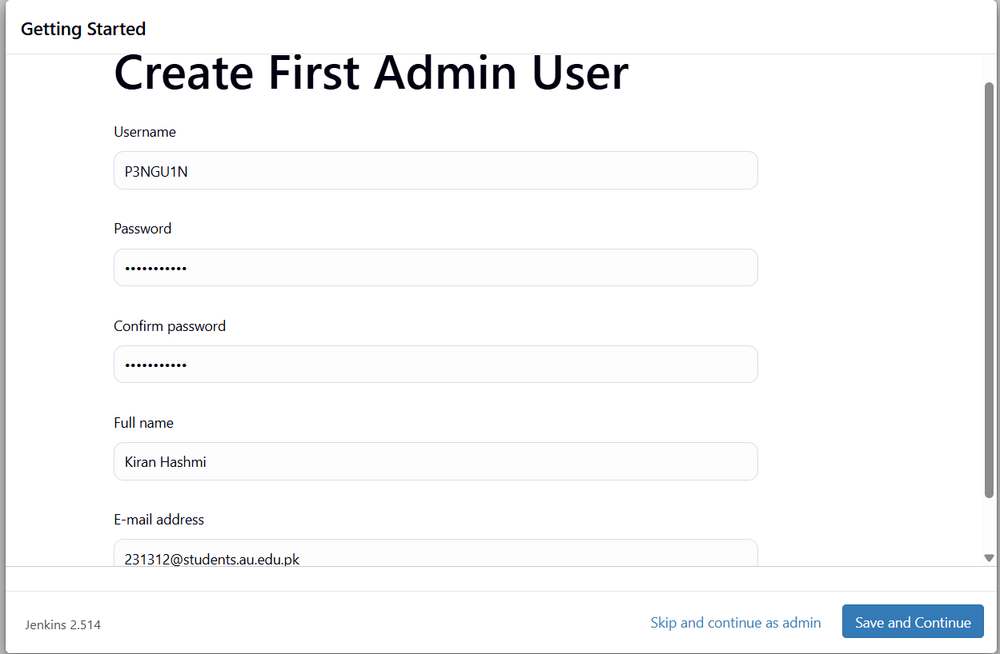 Getting Started
Create First Admin User
Username
P3NGU1N
Password
•••••••••••
Confirm password
•••••••••••
Full name
Kiran Hashmi
E-mail address
231312@students.au.edu.pk
Jenkins 2.514
Skip and continue as admin
Save and Continue